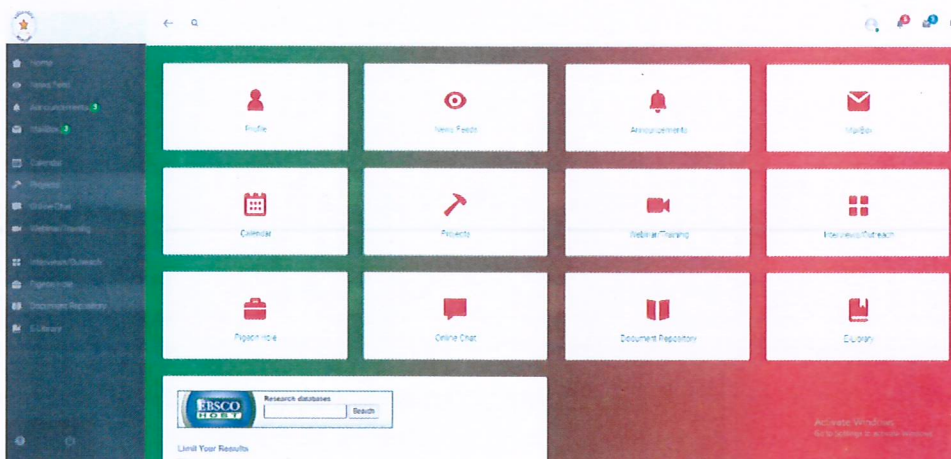 Home
News Feed
Announcements 3
MailBox 3
Calendar
Projects
Online Chat
Webinar/Training
Interviews/Outreach
Pigeon Hole
Document Repository
E-Library
Profile
News Feeds
Announcements
MailBox
Calendar
Projects
Webinar/Training
Interviews/Outreach
Pigeon Hole
Online Chat
Document Repository
E-Library
EBSCO
HOST
Research databases
Search
Limit Your Results
Activate Windows
Go to Settings to activate Windows.